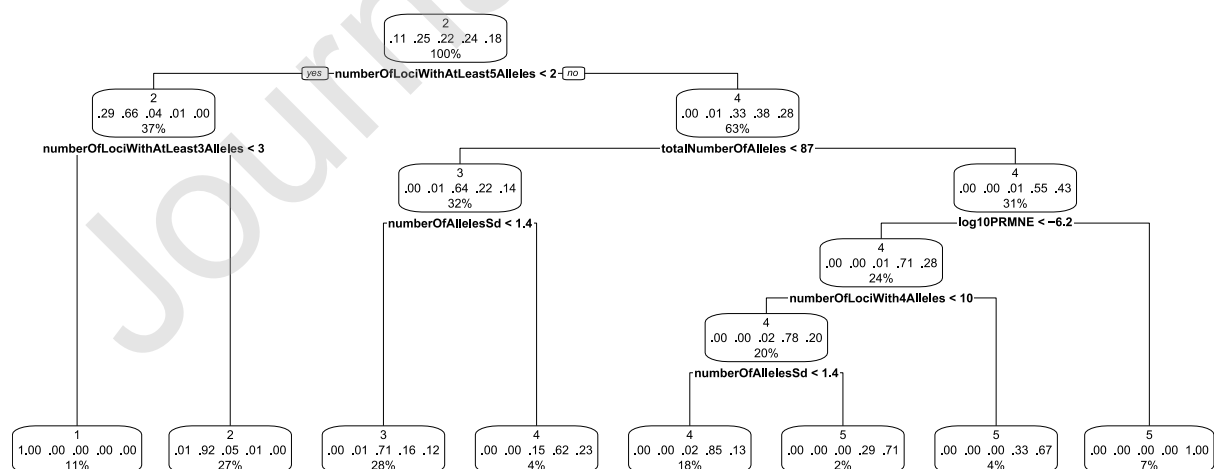 Journ
2
.11 .25 .22 .24 .18
100%
yes numberOfLociWithAtLeast5Alleles < 2 no
2
.29 .66 .04 .01 .00
37%
4
.00 .01 .33 .38 .28
63%
numberOfLociWithAtLeast3Alleles < 3
totalNumberOfAlleles < 87
3
.00 .01 .64 .22 .14
32%
4
.00 .00 .01 .55 .43
31%
numberOfAllelesSd < 1.4
log10PRMNE < −6.2
4
.00 .00 .01 .71 .28
24%
numberOfLociWith4Alleles < 10
4
.00 .00 .02 .78 .20
20%
numberOfAllelesSd < 1.4
1
1.00 .00 .00 .00 .00
11%
2
.01 .92 .05 .01 .00
27%
3
.00 .01 .71 .16 .12
28%
4
.00 .00 .15 .62 .23
4%
4
.00 .00 .02 .85 .13
18%
5
.00 .00 .00 .29 .71
2%
5
.00 .00 .00 .33 .67
4%
5
.00 .00 .00 .00 1.00
7%